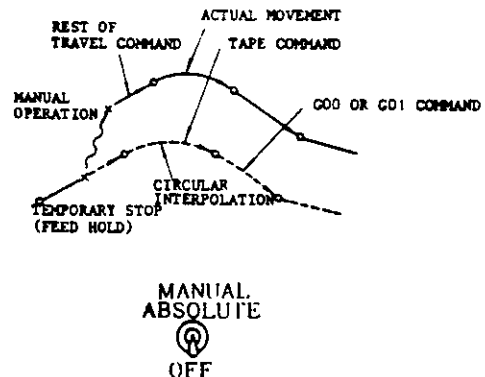 ACTUAL MOVEMENT
REST OF
TRAVEL COMMAND
TAPE COMMAND
MANUAL
OPERATION
G00 OR G01 COMMAND
CIRCULAR
INTERPOLATION
TEMPORARY STOP
(FEED HOLD)
MANUAL
ABSOLUTE
OFF